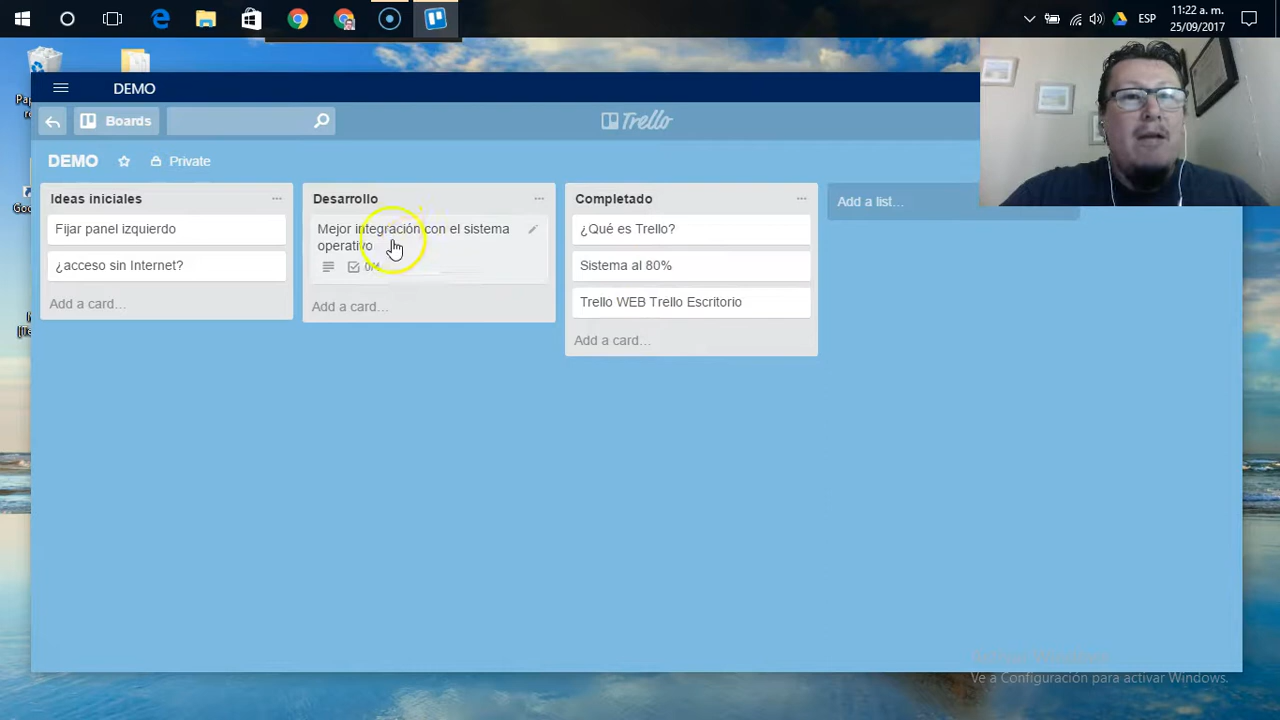 ESP
11:22 a. m.
25/09/2017
DEMO
Boards
Trello
DEMO
Private
Ideas iniciales
Fijar panel izquierdo
¿acceso sin Internet?
Add a card…
Desarrollo
Mejor integración con el sistema
operativo
Add a card…
Completado
¿Qué es Trello?
Sistema al 80%
Trello WEB Trello Escritorio
Add a card…
Add a list…
Ve a Configuración para activar Windows.